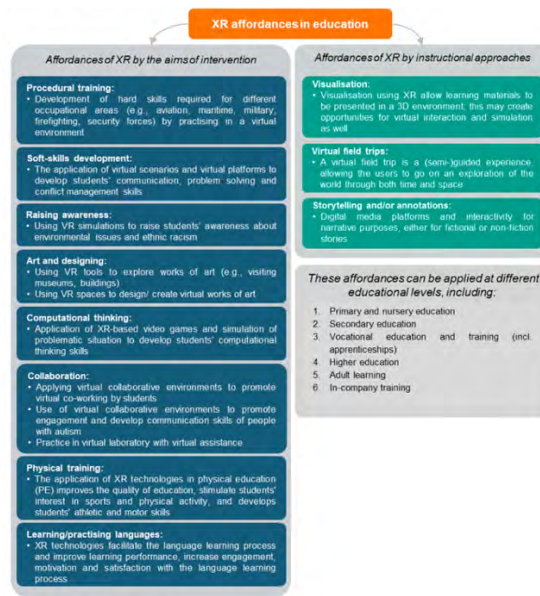 XR affordances in education
Affordances of XR by the aims of intervention
Procedural training:
• Development of hard skills required for different
occupational areas (e.g., aviation, maritime, military,
firefighting, security forces) by practising in a virtual
environment
Soft-skills development:
• The application of virtual scenarios and virtual platforms to
develop students' communication, problem solving and
conflict management skills
Raising awareness:
• Using VR simulations to raise students' awareness about
environmental issues and ethnic racism
Art and designing:
• Using VR tools to explore works of art (e.g., visiting
museums, buildings)
• Using VR spaces to design/ create virtual works of art
Computational thinking:
• Application of XR-based video games and simulation of
problematic situation to develop students' computational
thinking skills
Collaboration:
• Applying virtual collaborative environments to promote
virtual co-working by students
• Use of virtual collaborative environments to promote
engagement and develop communication skills of people
with autism
• Practice in virtual laboratory with virtual assistance
Physical training:
• The application of XR technologies in physical education
(PE) improves the quality of education, stimulate students'
interest in sports and physical activity, and develops
students' athletic and motor skills
Learning/practising languages:
• XR technologies facilitate the language learning process
and improve learning performance, increase engagement,
motivation and satisfaction with the language learning
process
Affordances of XR by instructional approaches
Visualisation:
• Visualisation using XR allow learning materials to
be presented in a 3D environment; this may create
opportunities for virtual interaction and simulation
as well
Virtual field trips:
• A virtual field trip is a (semi-)guided experience,
allowing the users to go on an exploration of the
world through both time and space
Storytelling and/or annotations:
• Digital media platforms and interactivity for
narrative purposes, either for fictional or non-fiction
stories
These affordances can be applied at different
educational levels, including:
1. Primary and nursery education
2. Secondary education
3. Vocational education and training (incl.
apprenticeships)
4. Higher education
5. Adult learning
6 In-company training